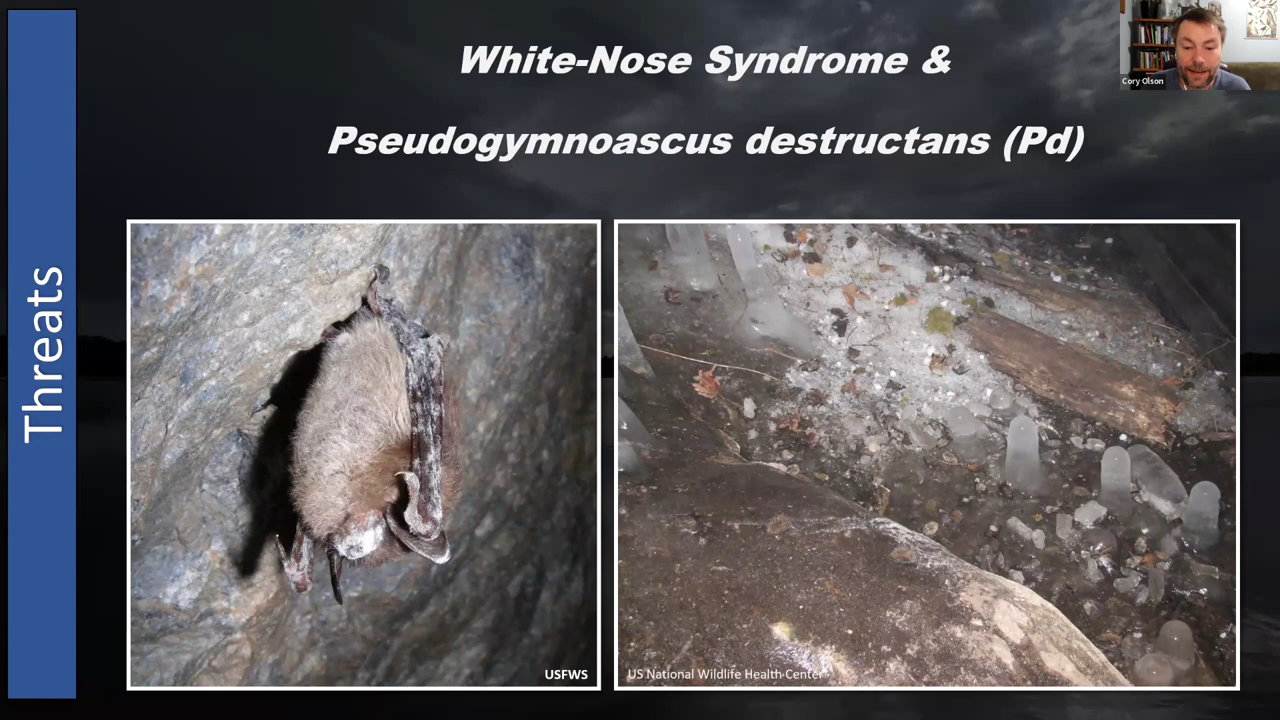 White-Nose Syndrome &
Pseudogymnoascus destructans (Pd)
Cory Olson
Threats
USFWS
US National Wildlife Health Center